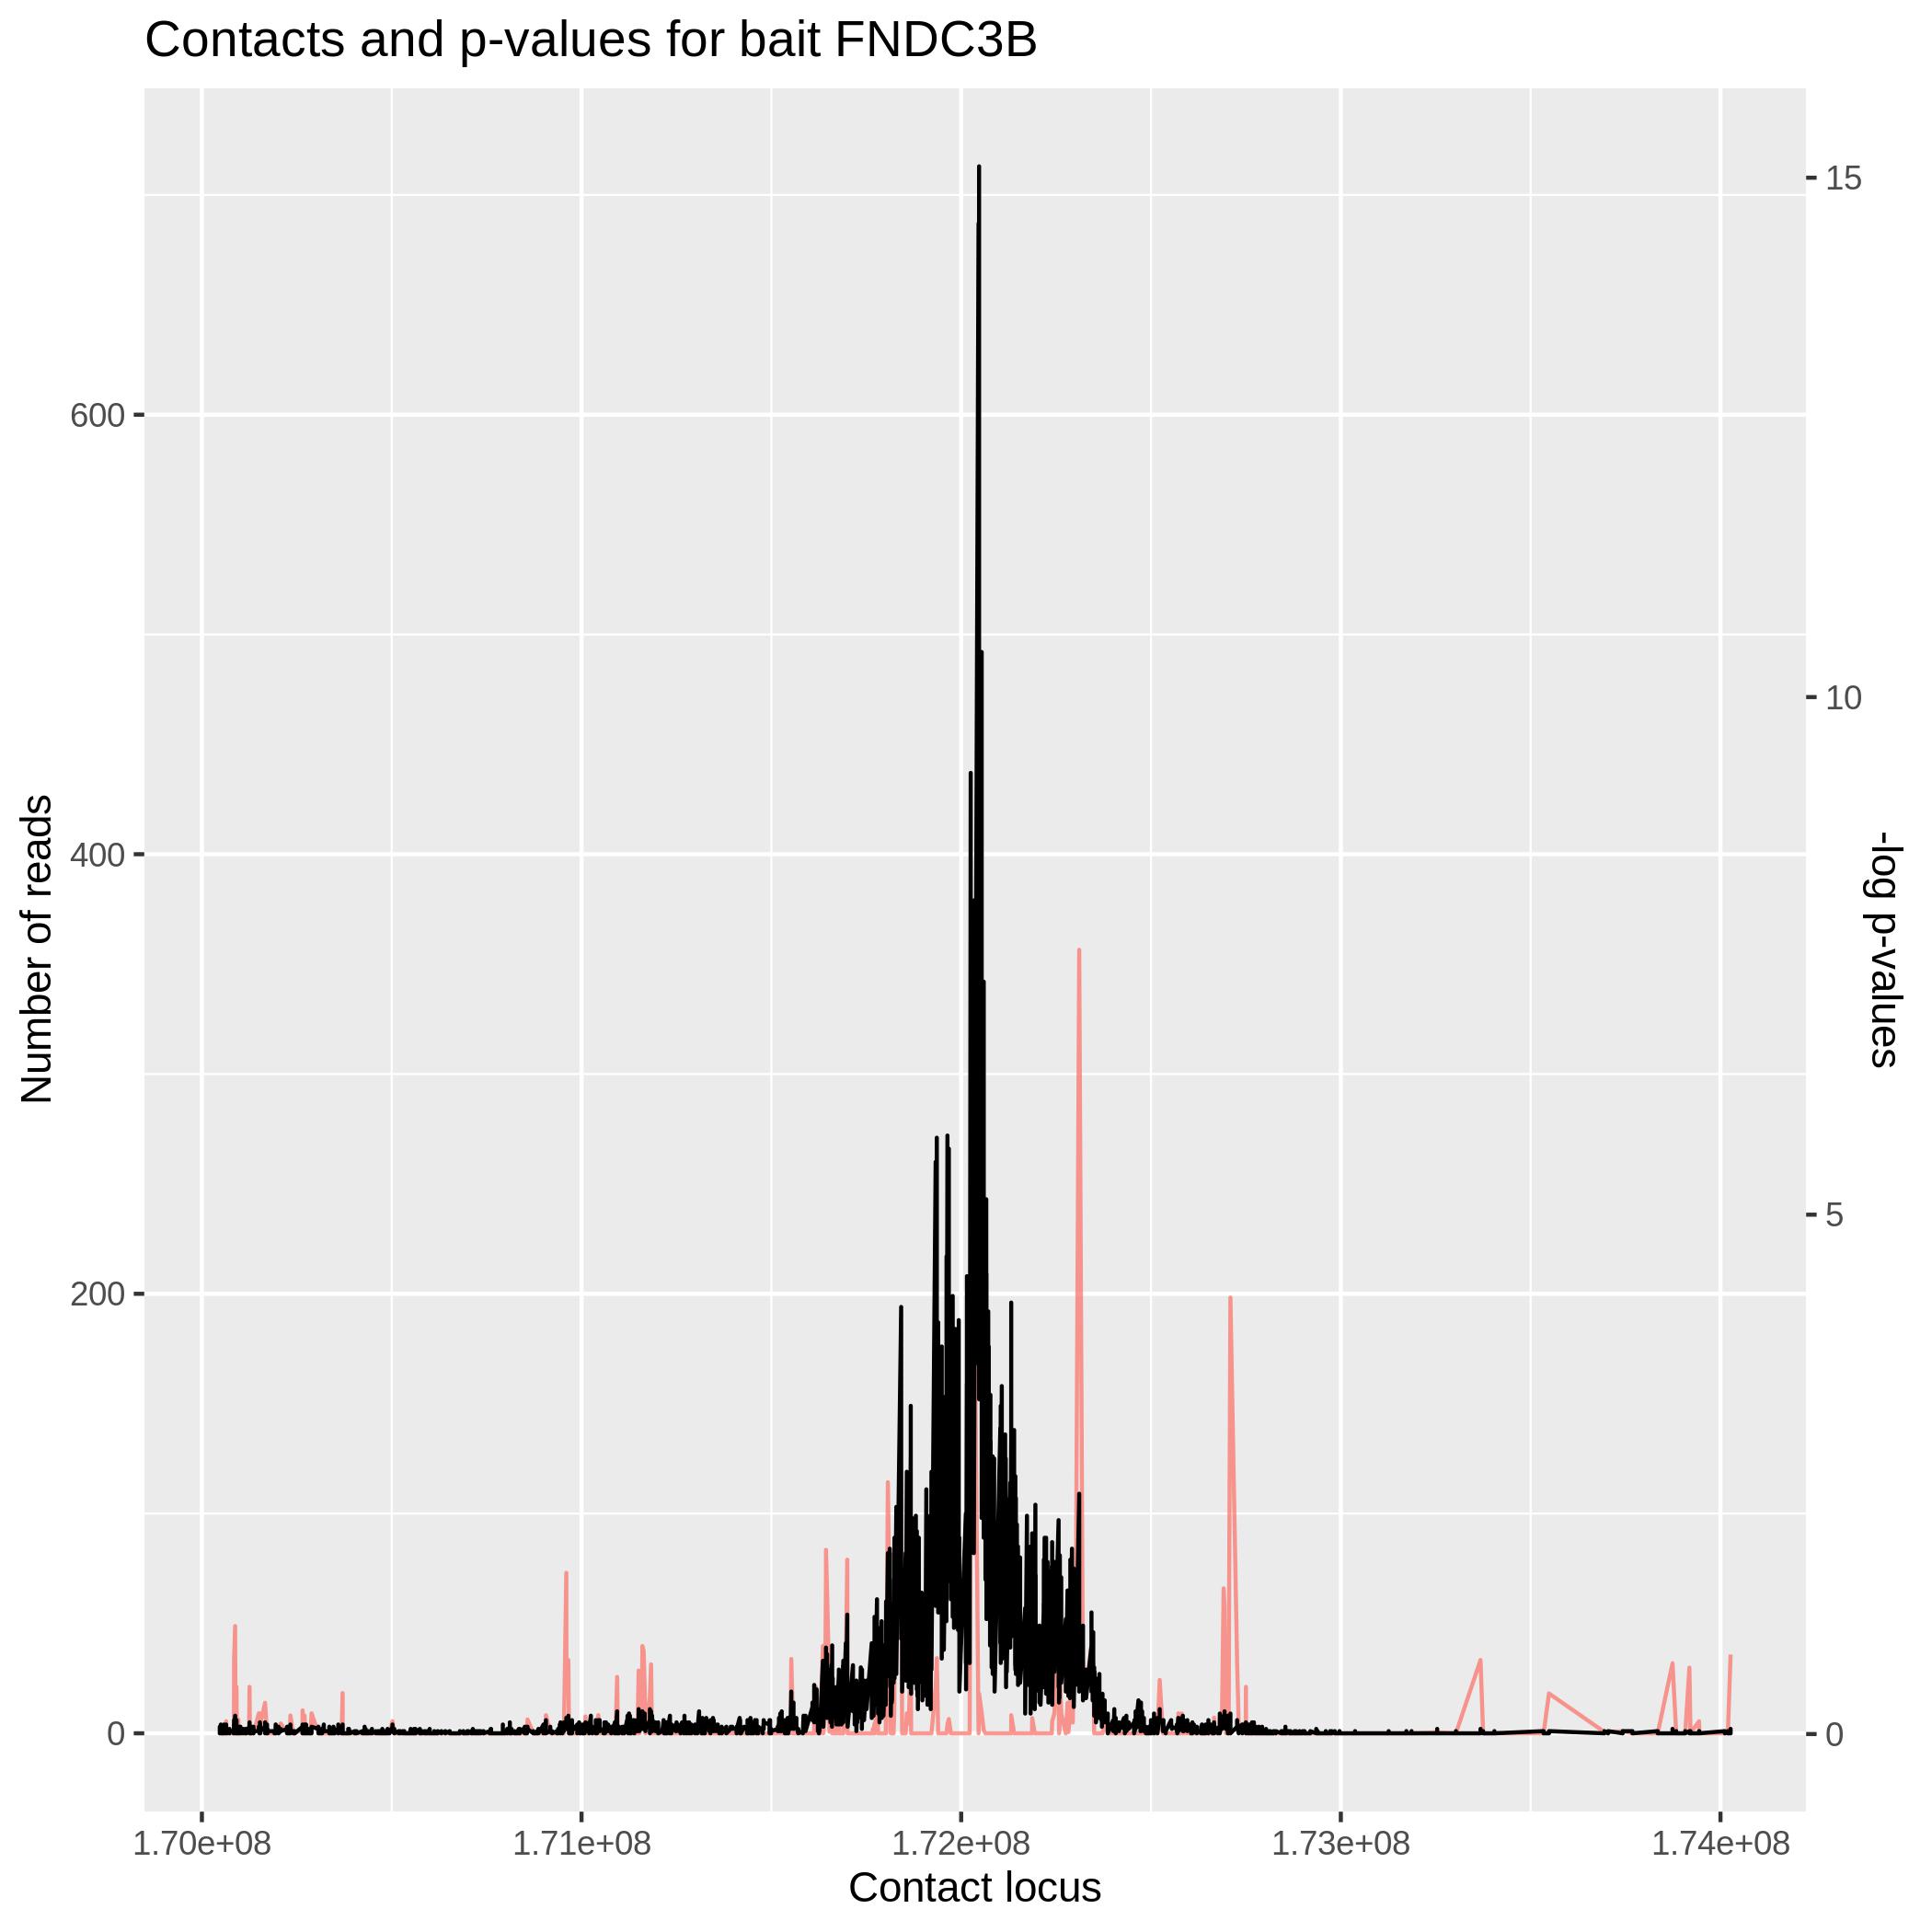 Contacts and p-values for bait FNDC3B
15
600
10
400
5
200
0
0
Number of reads
-log p-values
1.70e+08 1.71e+08 1.72e+08 1.73e+08 1.74e+08
Contact locus